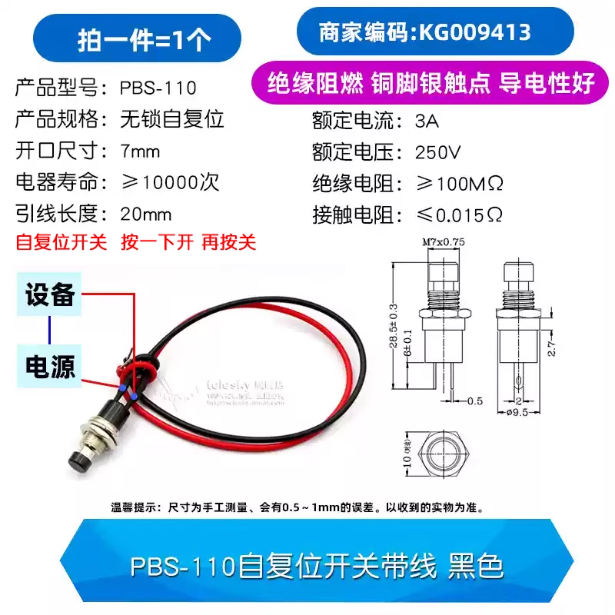 拍一件=1个
商家编码:KG009413
绝缘阻燃 铜脚银触点 导电性好
产品型号: PBS-110
产品规格: 无锁自复位
开口尺寸: 7mm
电器寿命: ≥10000次
引线长度: 20mm
自复位开关 按一下开 再按关
额定电流: 3A
额定电压: 250V
绝缘电阻: ≥100MΩ
接触电阻: ≤0.015Ω
设备
电源
telesky
M7x0.75
28.5±0.3
6±0.1
0.5
2.7
2
ø9.5
10
温馨提示: 尺寸为手工测量、会有0.5~1mm的误差。以收到的实物为准。
PBS-110自复位开关带线 黑色